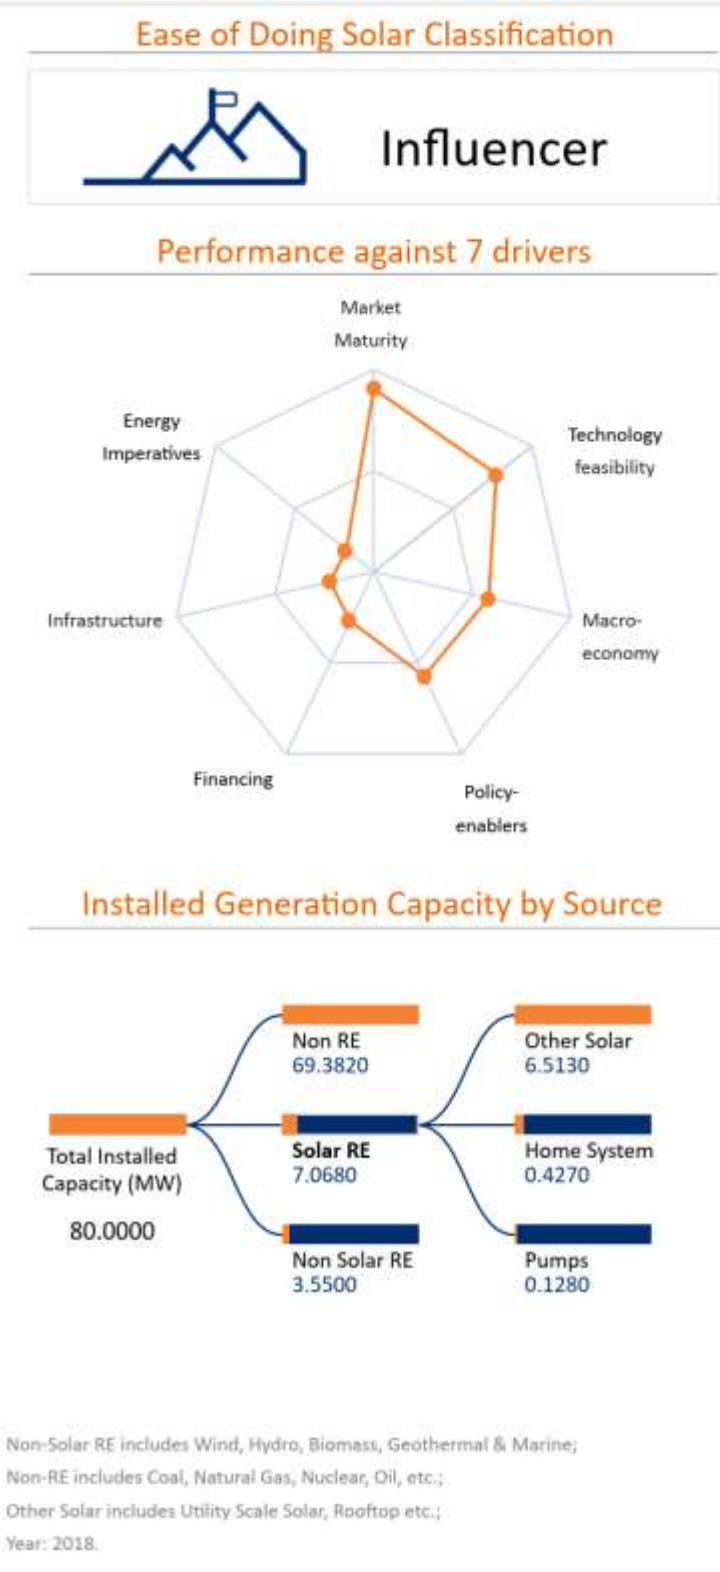 Ease of Doing Solar Classification
Influencer
Performance against 7 drivers
Market
Maturity
Energy
Imperatives
Technology
feasibility
Infrastructure
Macro-
economy
Financing
Policy-
enablers
Installed Generation Capacity by Source
Non RE
69.3820
Other Solar
6.5130
Total Installed
Capacity (MW)
80.0000
Solar RE
7.0680
Home System
0.4270
Non Solar RE
3.5500
Pumps
0.1280
Non-Solar RE includes Wind, Hydro, Biomass, Geothermal & Marine;
Non-RE includes Coal, Natural Gas, Nuclear, Oil, etc.;
Other Solar includes Utility Scale Solar, Rooftop etc.;
Year: 2018.